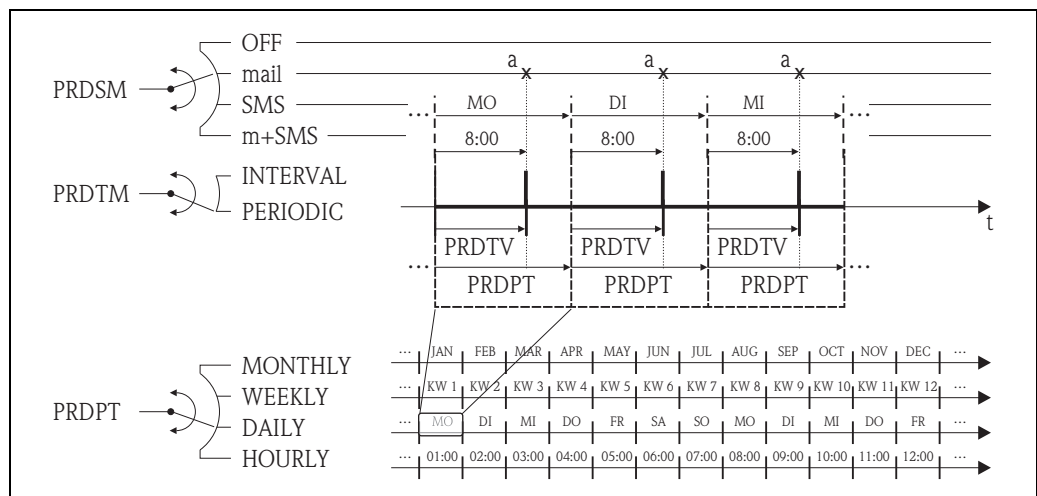 OFF
a a a
PRDSM mail x x x
SMS ... MO DI MI ...
m+SMS 8:00 8:00 8:00
INTERVAL
PRDTM
PERIODIC
t
PRDTV PRDTV PRDTV
... ...
PRDPT PRDPT PRDPT
... JAN FEB MAR APR MAY JUN JUL AUG SEP OCT NOV DEC ...
MONTHLY
... KW 1 KW 2 KW 3 KW 4 KW 5 KW 6 KW 7 KW 8 KW 9 KW 10 KW 11 KW 12 ...
WEEKLY
PRDPT
... MO DI MI DO FR SA SO MO DI MI DO FR ...
DAILY
... 01:00 02:00 03:00 04:00 05:00 06:00 07:00 08:00 09:00 10:00 11:00 12:00 ...
HOURLY